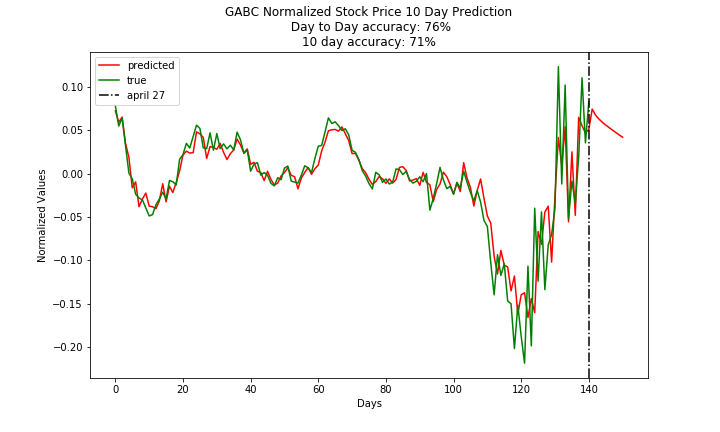 GABC Normalized Stock Price 10 Day Prediction
Day to Day accuracy: 76%
10 day accuracy: 71%
predicted
true
april 27
0.10
0.05
0.00
−0.05
−0.10
−0.15
−0.20
Normalized Values
0 20 40 60 80 100 120 140
Days